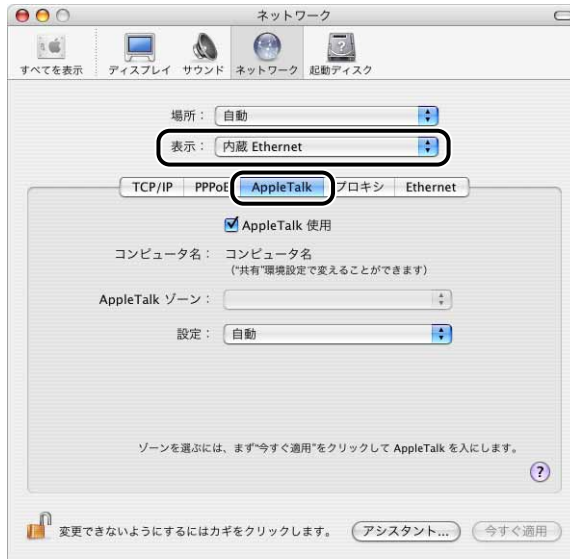 ネットワーク
すべてを表示 ディスプレイ サウンド ネットワーク 起動ディスク
場所： 自動
表示： 内蔵 Ethernet
TCP/IP PPPoE AppleTalk プロキシ Ethernet
AppleTalk 使用
コンピュータ名： コンピュータ名
（“共有”環境設定で変えることができます）
AppleTalk ゾーン：
設定： 自動
ゾーンを選ぶには、まず“今すぐ適用”をクリックして AppleTalk を入にします。
?
変更できないようにするにはカギをクリックします。 アシスタント... 今すぐ適用